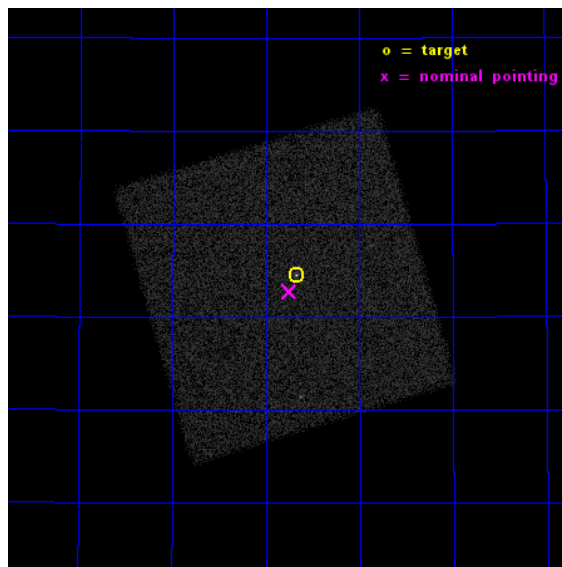 o = target
x = nominal pointing